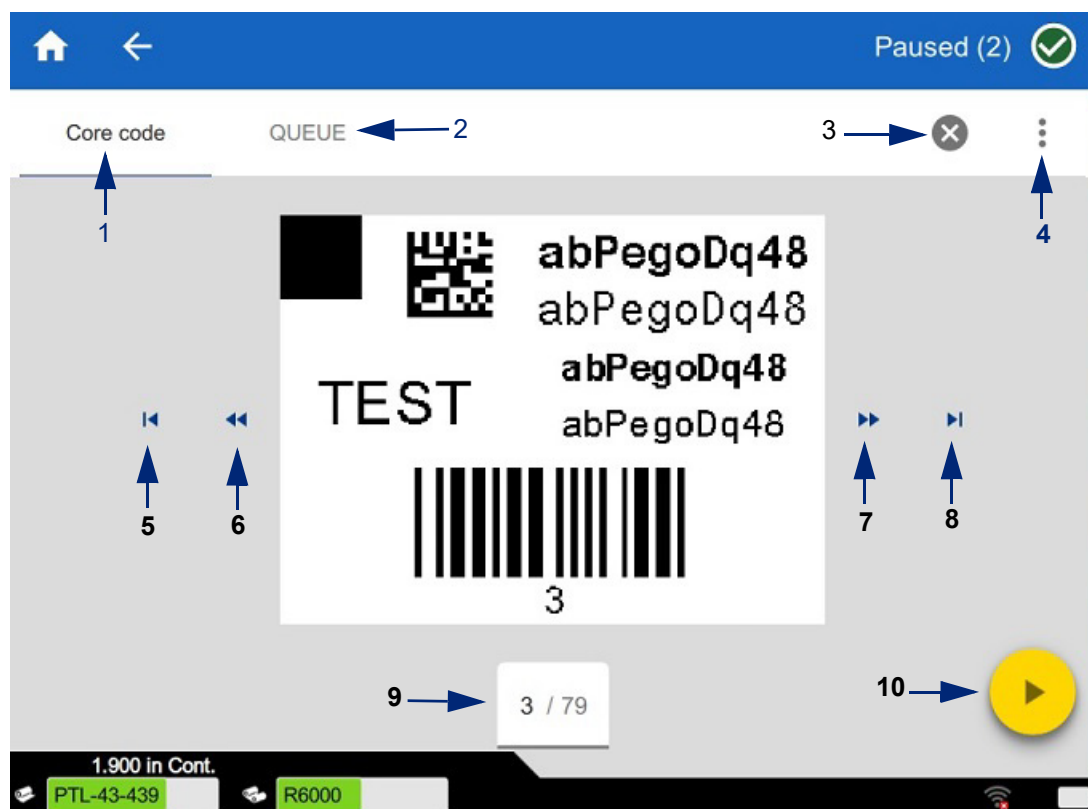 Paused (2)
Core code
QUEUE
2
3
1
4
abPegoDq48
abPegoDq48
abPegoDq48
TEST
abPegoDq48
5
6
7
8
3
9
3 / 79
10
1.900 in Cont.
PTL-43-439
R6000